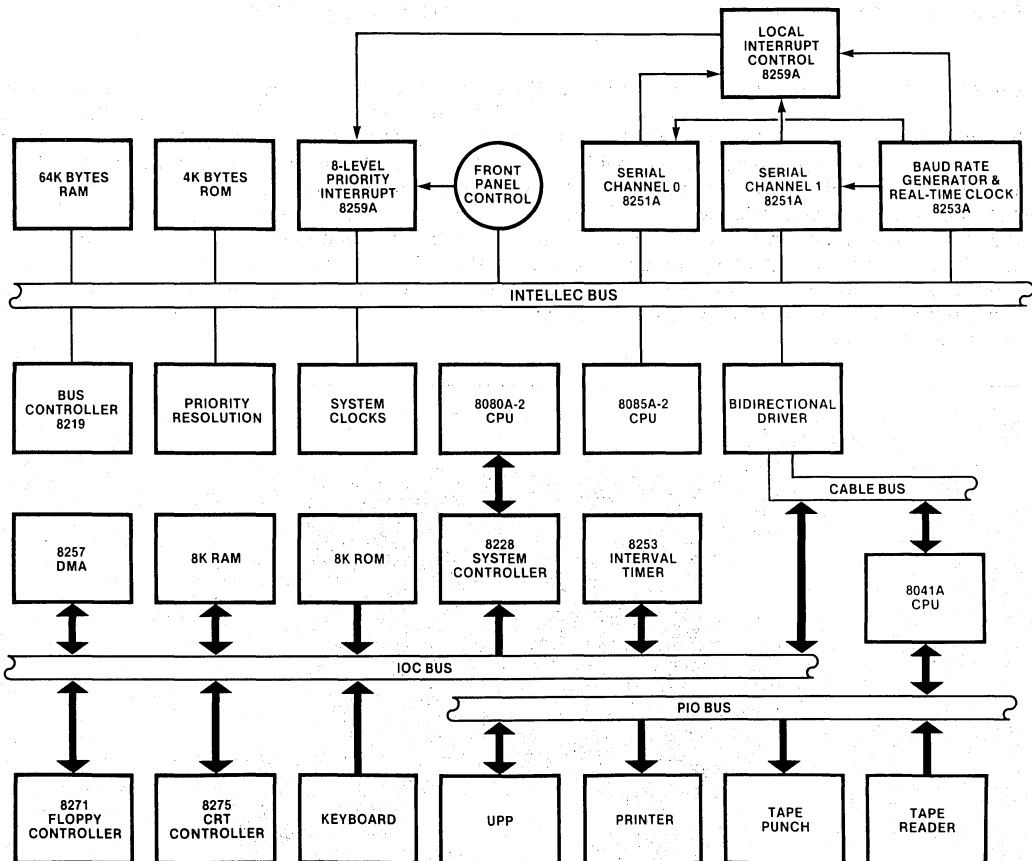 LOCAL
INTERRUPT
CONTROL
8259A
64K BYTES
RAM
4K BYTES
ROM
8-LEVEL
PRIORITY
INTERRUPT
8259A
FRONT
PANEL
CONTROL
SERIAL
CHANNEL 0
8251A
SERIAL
CHANNEL 1
8251A
BAUD RATE
GENERATOR &
REAL-TIME CLOCK
8253A
INTELLEC BUS
BUS
CONTROLLER
8219
PRIORITY
RESOLUTION
SYSTEM
CLOCKS
8080A-2
CPU
8085A-2
CPU
BIDIRECTIONAL
DRIVER
CABLE BUS
8257
DMA
8K RAM
8K ROM
8228
SYSTEM
CONTROLLER
8253
INTERVAL
TIMER
8041A
CPU
IOC BUS
PIO BUS
8271
FLOPPY
CONTROLLER
8275
CRT
CONTROLLER
KEYBOARD
UPP
PRINTER
TAPE
PUNCH
TAPE
READER